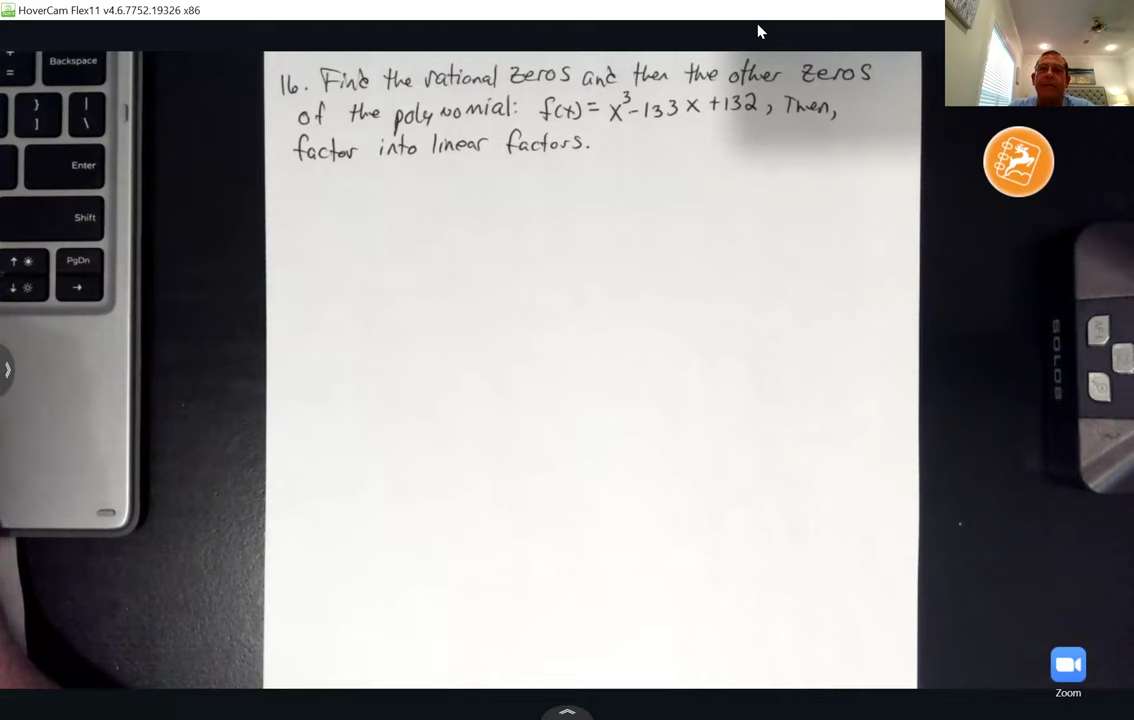 HoverCam Flex11 v4.6.7752.19326 x86
Backspace
Enter
Shift
PgDn
16. Find the rational zeros and then the other zeros
of the polynomial: f(x) = x³-133x+132, Then,
factor into linear factors.
SOLO8
Zoom